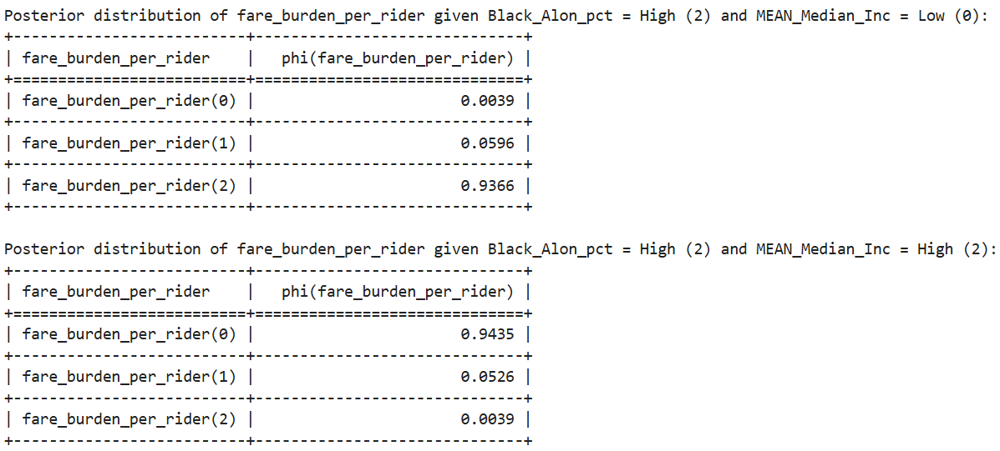 Posterior distribution of fare_burden_per_rider given Black_Alon_pct = High (2) and MEAN_Median_Inc = Low (0):
+--------------------------+------------------------------+
| fare_burden_per_rider    |   phi(fare_burden_per_rider) |
+==========================+==============================+
| fare_burden_per_rider(0) |                       0.0039 |
+--------------------------+------------------------------+
| fare_burden_per_rider(1) |                       0.0596 |
+--------------------------+------------------------------+
| fare_burden_per_rider(2) |                       0.9366 |
+--------------------------+------------------------------+
Posterior distribution of fare_burden_per_rider given Black_Alon_pct = High (2) and MEAN_Median_Inc = High (2):
+--------------------------+------------------------------+
| fare_burden_per_rider    |   phi(fare_burden_per_rider) |
+==========================+==============================+
| fare_burden_per_rider(0) |                       0.9435 |
+--------------------------+------------------------------+
| fare_burden_per_rider(1) |                       0.0526 |
+--------------------------+------------------------------+
| fare_burden_per_rider(2) |                       0.0039 |
+--------------------------+------------------------------+